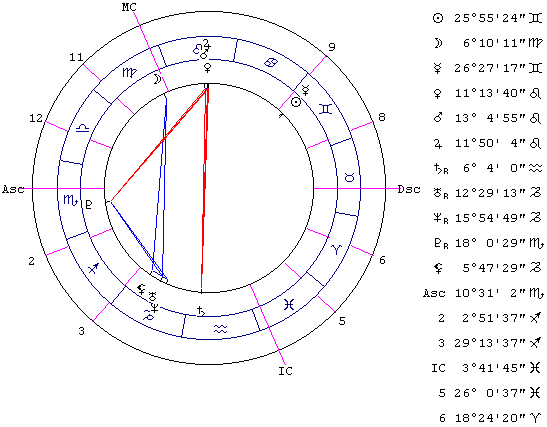 MC
9
8
Dsc
6
5
IC
3
2
Asc
12
11
☉ 25°55'24" ♊
☽ 6°10'11" ♍
☿ 26°27'17" ♊
♀ 11°13'40" ♌
♂ 13° 4'55" ♌
♃ 11°50' 4" ♌
♄R 6° 4' 0" ♒
♅R 12°29'13" ♑
♆R 15°54'49" ♑
♇R 18° 0'29" ♏
⚸ 5°47'29" ♑
Asc 10°31' 2" ♏
2 2°51'37" ♐
3 29°13'37" ♐
IC 3°41'45" ♓
5 26° 0'37" ♓
6 18°24'20" ♈